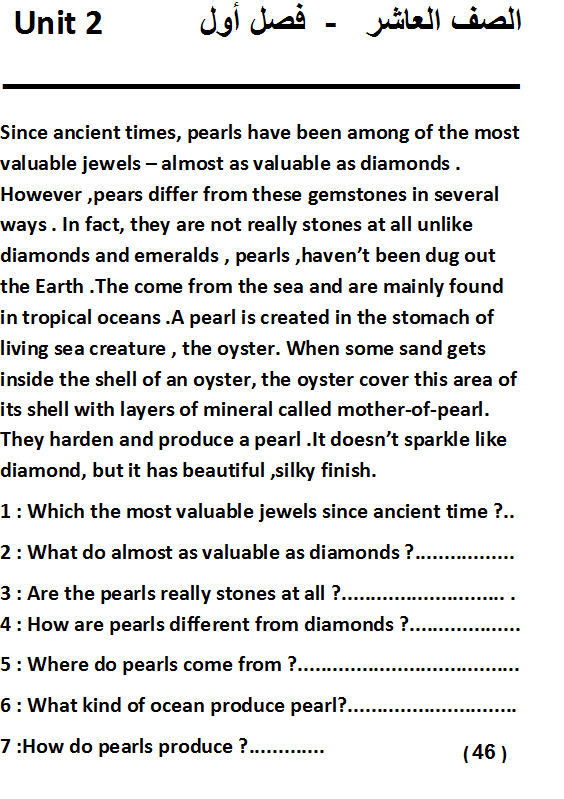 Unit 2
الصف العاشر - فصل أول
Since ancient times, pearls have been among of the most
valuable jewels – almost as valuable as diamonds .
However ,pears differ from these gemstones in several
ways . In fact, they are not really stones at all unlike
diamonds and emeralds , pearls ,haven’t been dug out
the Earth .The come from the sea and are mainly found
in tropical oceans .A pearl is created in the stomach of
living sea creature , the oyster. When some sand gets
inside the shell of an oyster, the oyster cover this area of
its shell with layers of mineral called mother-of-pearl.
They harden and produce a pearl .It doesn’t sparkle like
diamond, but it has beautiful ,silky finish.
1 : Which the most valuable jewels since ancient time ?..
2 : What do almost as valuable as diamonds ?.................
3 : Are the pearls really stones at all ?............................ .
4 : How are pearls different from diamonds ?...................
5 : Where do pearls come from ?......................................
6 : What kind of ocean produce pearl?.............................
7 :How do pearls produce ?.............
( 46 )